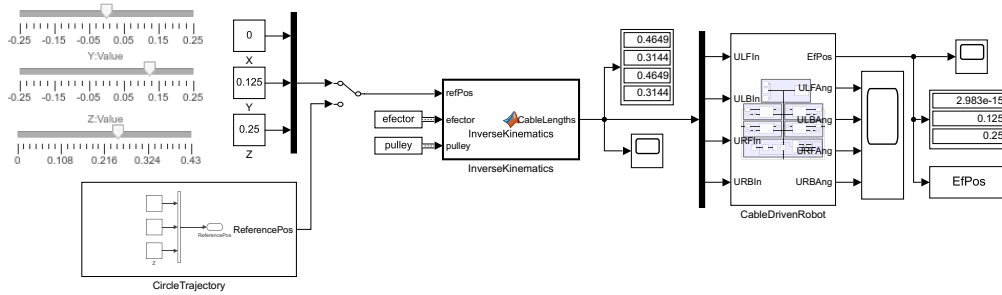 -0.25 -0.15 -0.05 0.05 0.15 0.25
Y:Value
-0.25 -0.15 -0.05 0.05 0.15 0.25
Z:Value
0 0.108 0.216 0.324 0.43
0
X
0.125
Y
0.25
Z
ReferencePos
Z
ReferencePos
CircleTrajectory
efector
pulley
refPos
efector
pulley
CableLengths
InverseKinematics
InverseKinematics
0.4649
0.3144
0.4649
0.3144
ULFIn
ULBIn
URFIn
URBIn
EfPos
ULFAng
ULBAng
URFAng
URBAng
CableDrivenRobot
2.983e-15
0.125
0.25
EfPos